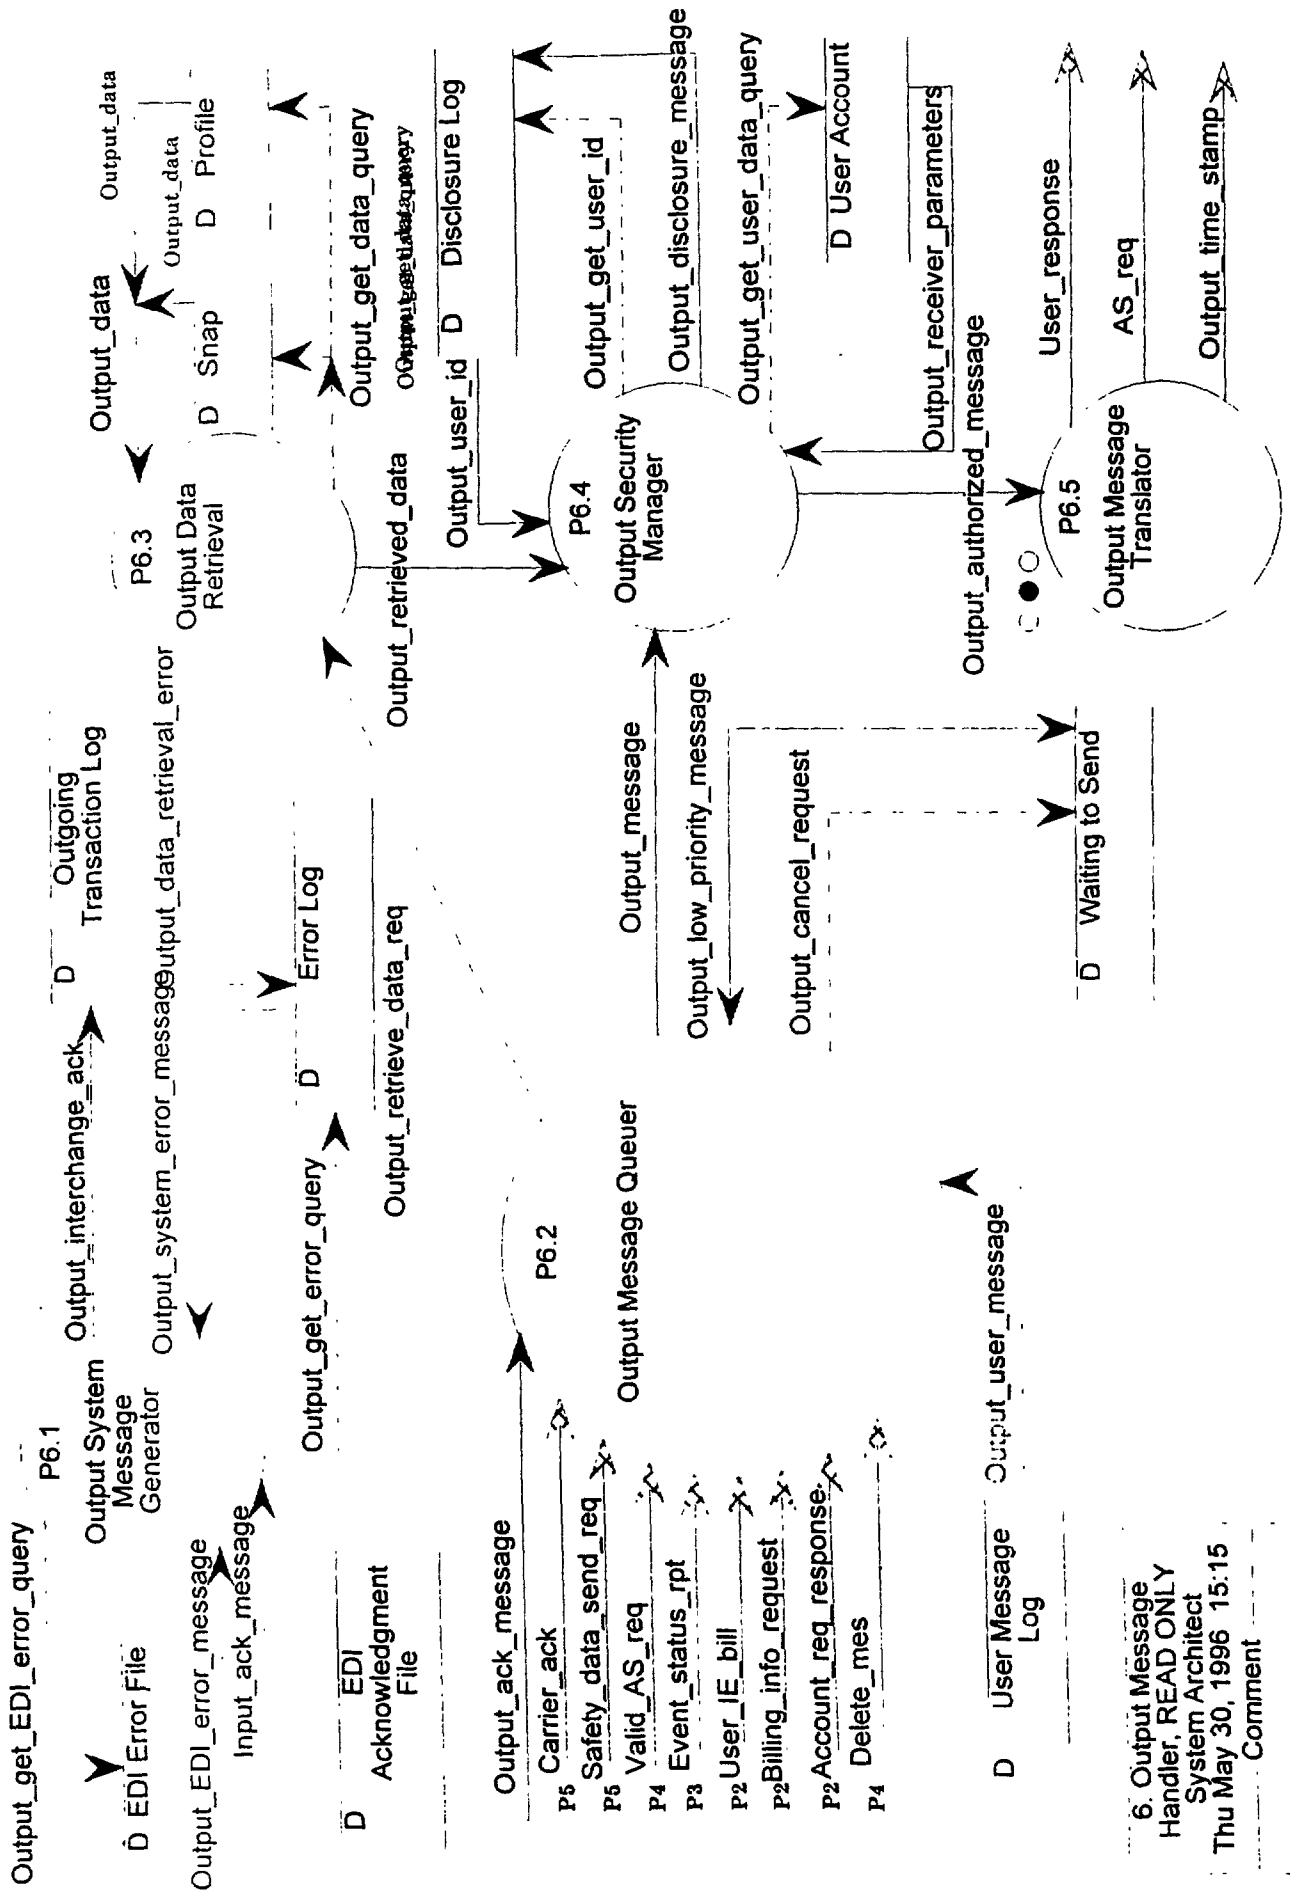 Output_get_EDI_error_query
P6.1
Output System
Message
Generator
D EDI Error File
Output_EDI_error_message
Input_ack_message
Output_interchange_ack
D
Outgoing
Transaction Log
Output_system_error_message
Output_data_retrieval_error
P6.3
Output Data
Retrieval
Output_data
Output_data
Output_data
D Snap
D Profile
Output_get_data_query
D
Error Log
Output_get_error_query
D
EDI
Acknowledgment
File
Output_retrieve_data_req
Output_retrieved_data
Output_user_id
D Disclosure Log
Output_ack_message
P6.2
Output Message Queuer
P5 Carrier_ack
P5 Safety_data_send_req
P4 Valid_AS_req
P3 Event_status_rpt
P2 User_IE_bill
P2 Billing_info_request
P2 Account_req_response
P4 Delete_mes
Output_message
Output_low_priority_message
Output_cancel_request
P6.4
Output Security
Manager
Output_get_user_id
Output_disclosure_message
Output_get_user_data_query
D User Account
Output_receiver_parameters
Output_authorized_message
D User Message
Log
Output_user_message
D Waiting to Send
P6.5
Output Message
Translator
User_response
AS_req
Output_time_stamp
6. Output Message
Handler, READ ONLY
System Architect
Thu May 30, 1996 15:15
Comment